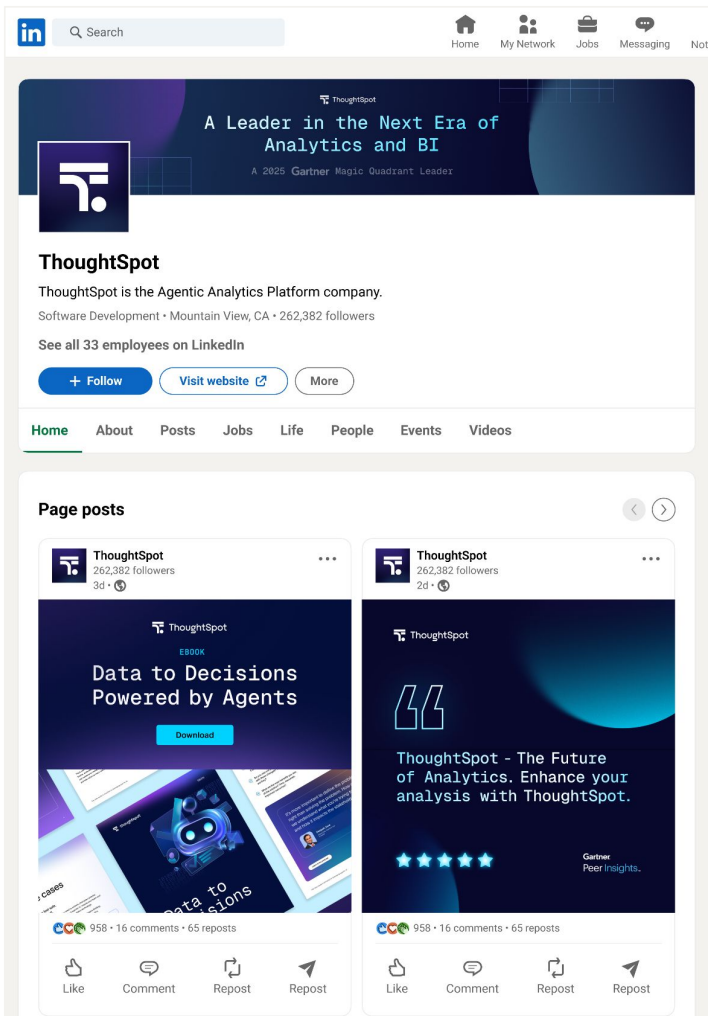 in
Search
Home
My Network
Jobs
Messaging
Not
ThoughtSpot
A Leader in the Next Era of
Analytics and BI
A 2025 Gartner Magic Quadrant Leader
ThoughtSpot
ThoughtSpot is the Agentic Analytics Platform company.
Software Development • Mountain View, CA • 262,382 followers
See all 33 employees on LinkedIn
+ Follow
Visit website
More
Home
About
Posts
Jobs
Life
People
Events
Videos
Page posts
ThoughtSpot
262,382 followers
3d •
ThoughtSpot
EBOOK
Data to Decisions
Powered by Agents
Download
Data to
958 • 16 comments • 65 reposts
Like
Comment
Repost
Repost
ThoughtSpot
262,382 followers
2d •
ThoughtSpot
ThoughtSpot - The Future
of Analytics. Enhance your
analysis with ThoughtSpot.
Gartner
Peer Insights™
958 • 16 comments • 65 reposts
Like
Comment
Repost
Repost